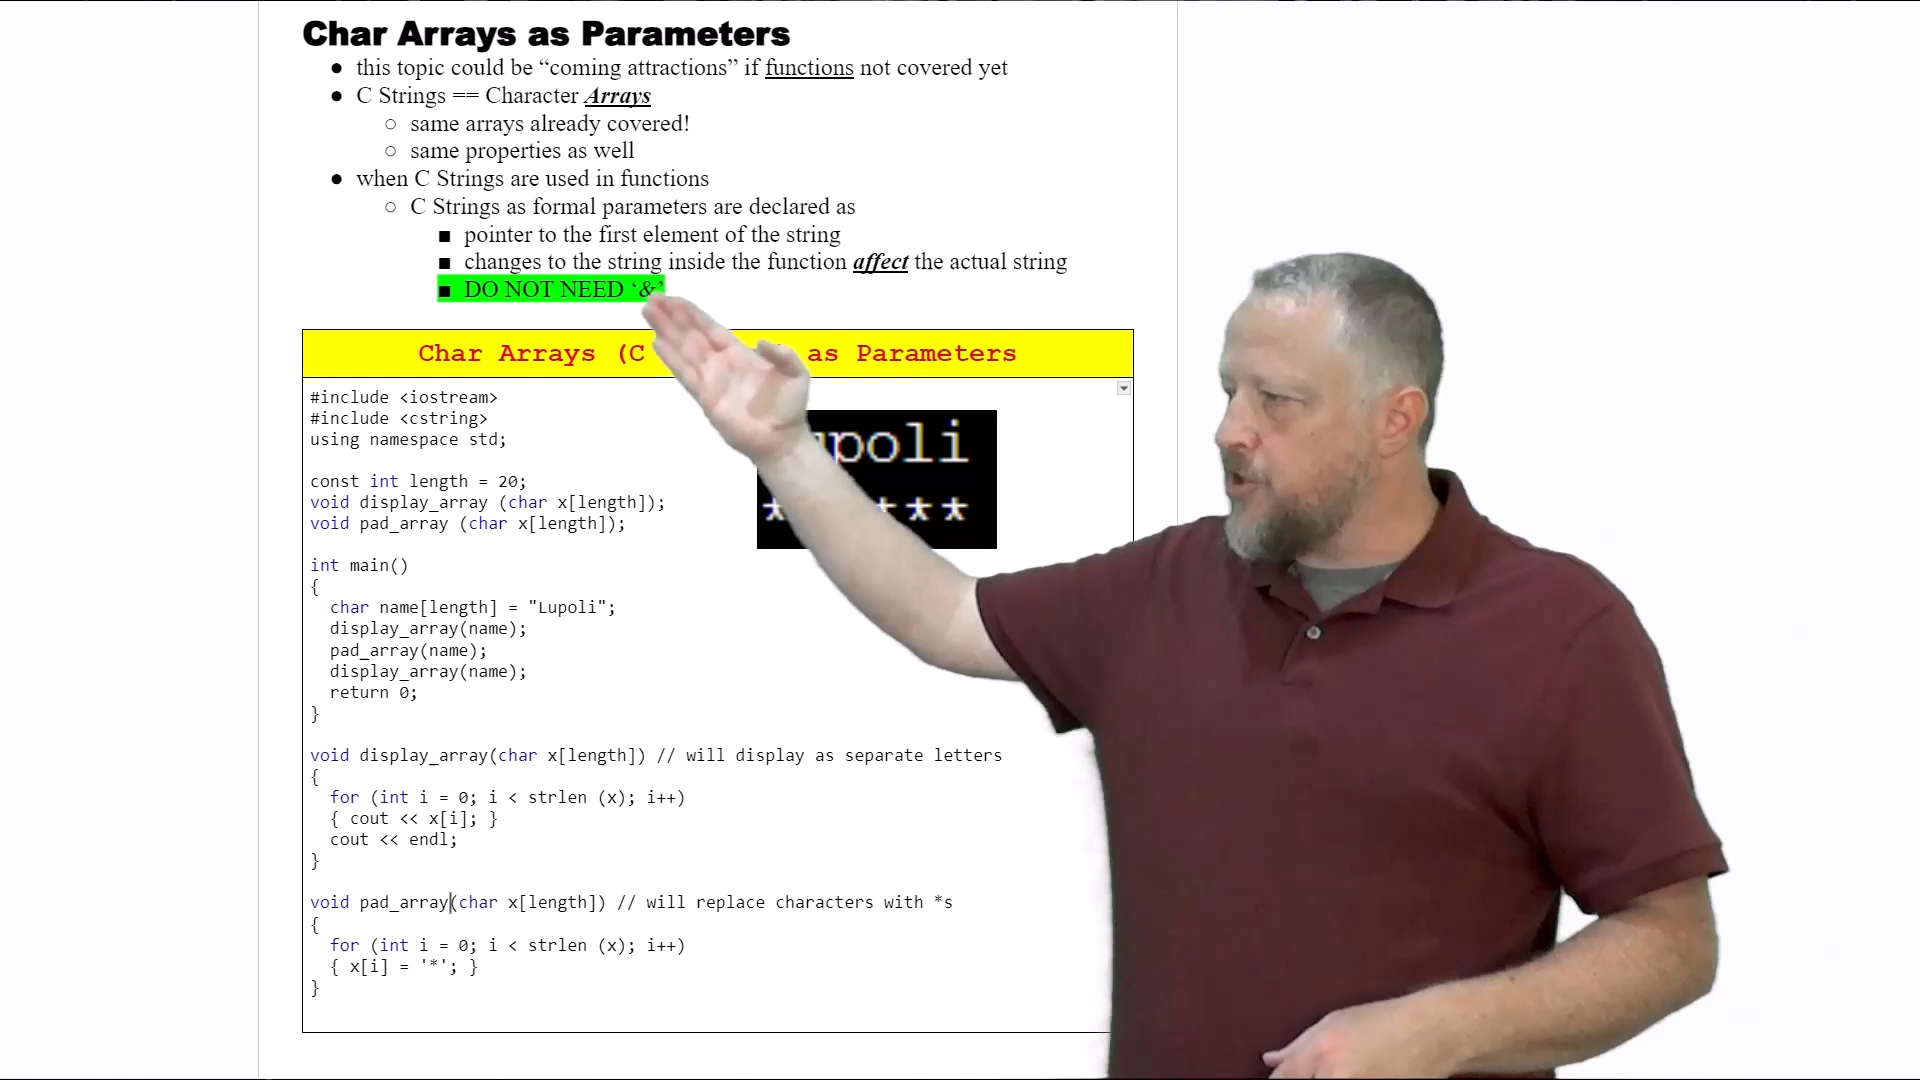 Char Arrays as Parameters
● this topic could be “coming attractions” if functions not covered yet
● C Strings == Character Arrays
○ same arrays already covered!
○ same properties as well
● when C Strings are used in functions
○ C Strings as formal parameters are declared as
■ pointer to the first element of the string
■ changes to the string inside the function affect the actual string
■ DO NOT NEED ‘&’
Char Arrays (C as Parameters
#include <iostream>
#include <cstring>
using namespace std;
const int length = 20;
void display_array (char x[length]);
void pad_array (char x[length]);
poli
***
int main()
{
char name[length] = "Lupoli";
display_array(name);
pad_array(name);
display_array(name);
return 0;
}
void display_array(char x[length]) // will display as separate letters
{
for (int i = 0; i < strlen (x); i++)
{ cout << x[i]; }
cout << endl;
}
void pad_array(char x[length]) // will replace characters with *s
{
for (int i = 0; i < strlen (x); i++)
{ x[i] = '*'; }
}